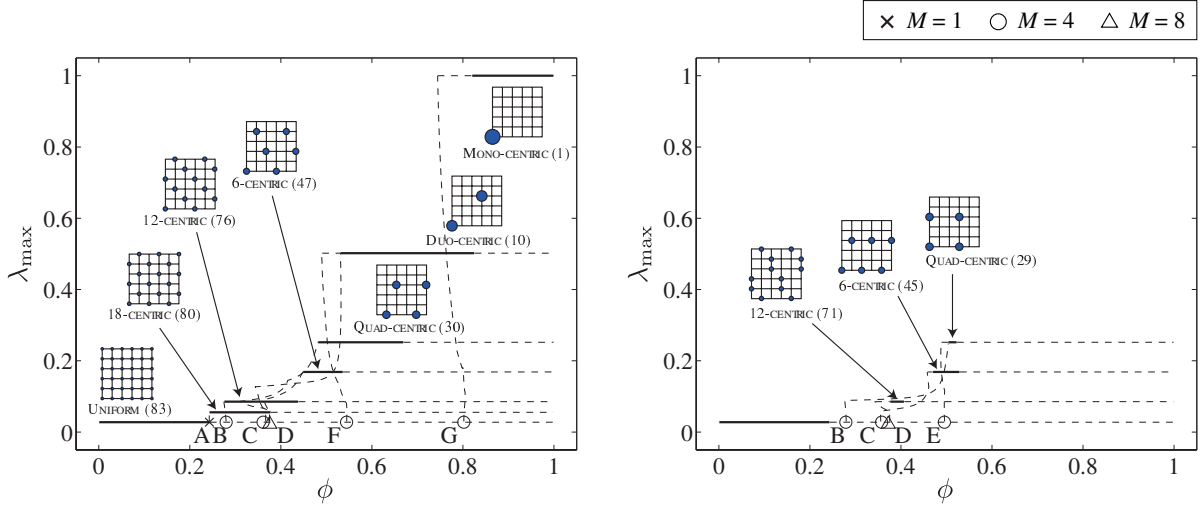 × M = 1 ○ M = 4 △ M = 8
1
0.8
0.6
0.4
0.2
0
λmax
0 0.2 0.4 0.6 0.8 1
ϕ
MONO-CENTRIC (1)
6-CENTRIC (47)
12-CENTRIC (76)
DUO-CENTRIC (10)
18-CENTRIC (80)
QUAD-CENTRIC (30)
UNIFORM (83)
A B C D F G
1
0.8
0.6
0.4
0.2
0
λmax
0 0.2 0.4 0.6 0.8 1
ϕ
QUAD-CENTRIC (29)
6-CENTRIC (45)
12-CENTRIC (71)
B C D E